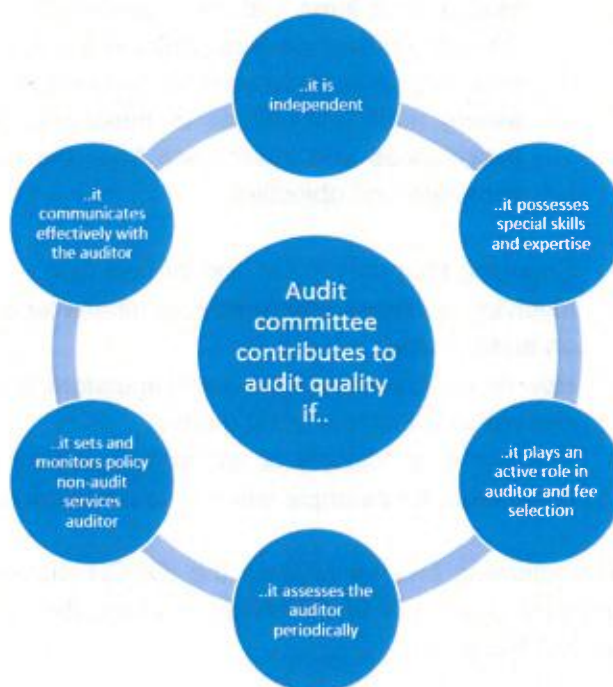 ..it is
independent
..it possesses
special skills
and expertise
..it plays an
active role in
auditor and fee
selection
..it assesses the
auditor
periodically
..it sets and
monitors policy
non-audit
services
auditor
..it
communicates
effectively with
the auditor
Audit
committee
contributes to
audit quality
if..